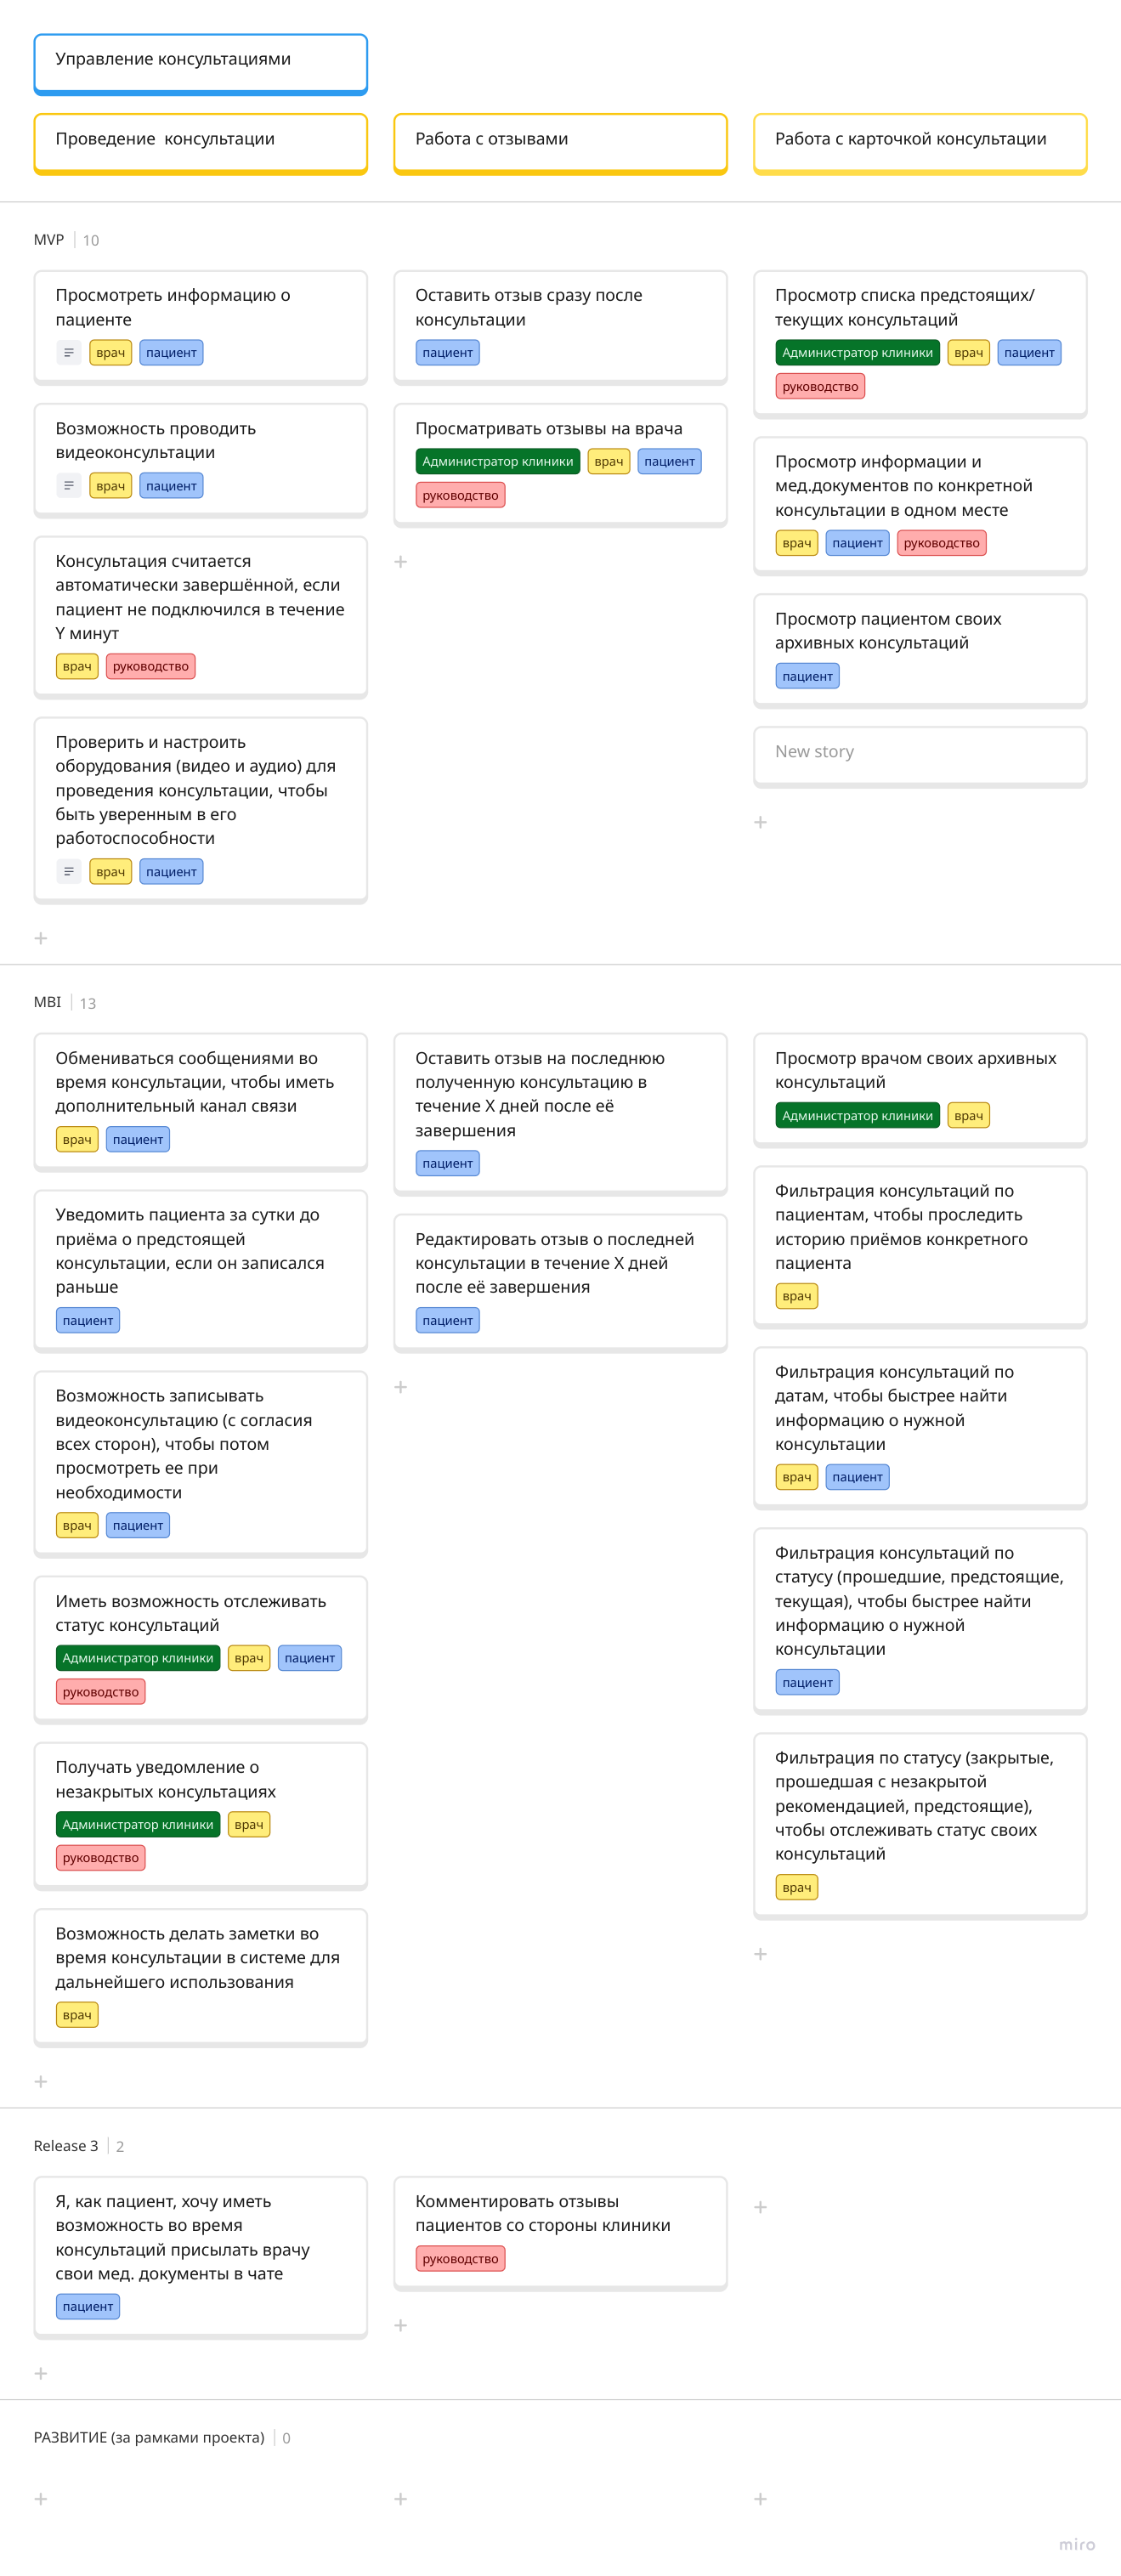 Управление консультациями
Проведение  консультации
Работа с отзывами
Работа с карточкой консультации
MVP
10
Просмотреть информацию о
пациенте
врач
пациент
Возможность проводить
видеоконсультации
врач
пациент
Консультация считается
автоматически завершённой, если
пациент не подключился в течение
Y минут
врач
руководство
Проверить и настроить
оборудования (видео и аудио) для
проведения консультации, чтобы
быть уверенным в его
работоспособности
врач
пациент
+
Оставить отзыв сразу после
консультации
пациент
Просматривать отзывы на врача
Администратор клиники
врач
пациент
руководство
+
Просмотр списка предстоящих/
текущих консультаций
Администратор клиники
врач
пациент
руководство
Просмотр информации и
мед.документов по конкретной
консультации в одном месте
врач
пациент
руководство
Просмотр пациентом своих
архивных консультаций
пациент
New story
+
MBI
13
Обмениваться сообщениями во
время консультации, чтобы иметь
дополнительный канал связи
врач
пациент
Уведомить пациента за сутки до
приёма о предстоящей
консультации, если он записался
раньше
пациент
Возможность записывать
видеоконсультацию (с согласия
всех сторон), чтобы потом
просмотреть ее при
необходимости
врач
пациент
Иметь возможность отслеживать
статус консультаций
Администратор клиники
врач
пациент
руководство
Получать уведомление о
незакрытых консультациях
Администратор клиники
врач
руководство
Возможность делать заметки во
время консультации в системе для
дальнейшего использования
врач
+
Оставить отзыв на последнюю
полученную консультацию в
течение X дней после её
завершения
пациент
Редактировать отзыв о последней
консультации в течение X дней
после её завершения
пациент
+
Просмотр врачом своих архивных
консультаций
Администратор клиники
врач
Фильтрация консультаций по
пациентам, чтобы проследить
историю приёмов конкретного
пациента
врач
Фильтрация консультаций по
датам, чтобы быстрее найти
информацию о нужной
консультации
врач
пациент
Фильтрация консультаций по
статусу (прошедшие, предстоящие,
текущая), чтобы быстрее найти
информацию о нужной
консультации
пациент
Фильтрация по статусу (закрытые,
прошедшая с незакрытой
рекомендацией, предстоящие),
чтобы отслеживать статус своих
консультаций
врач
+
Release 3
2
Я, как пациент, хочу иметь
возможность во время
консультаций присылать врачу
свои мед. документы в чате
пациент
+
Комментировать отзывы
пациентов со стороны клиники
руководство
+
+
РАЗВИТИЕ (за рамками проекта)
0
+
+
+
miro